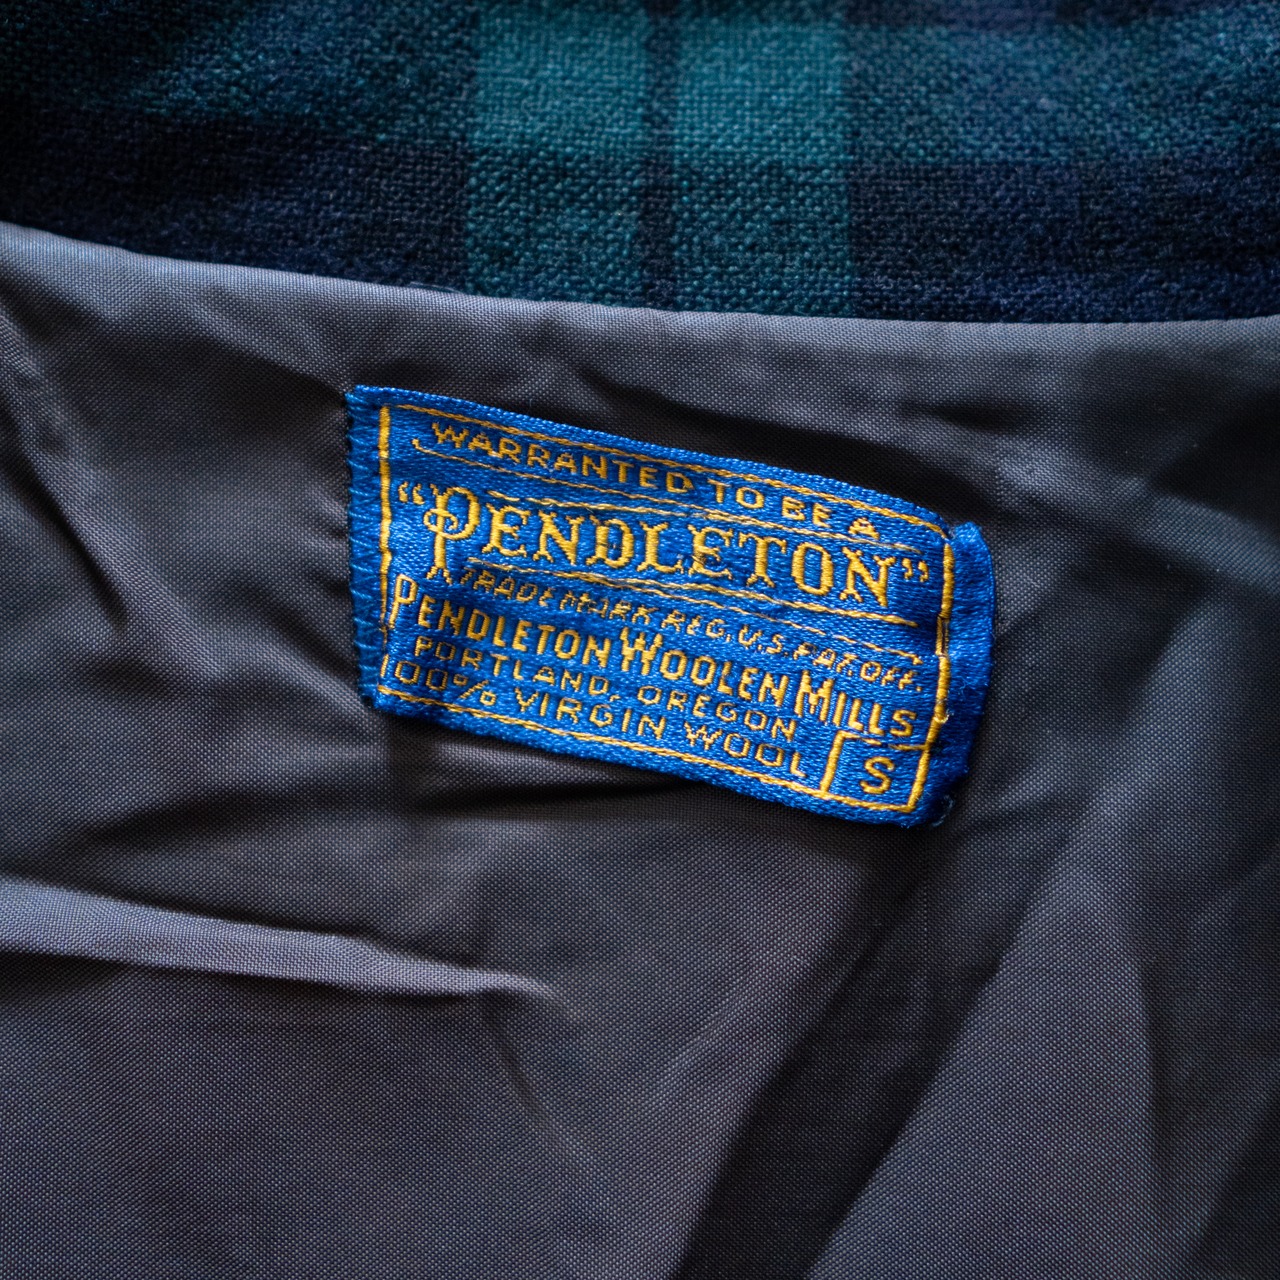 WARRANTED TO BE A
"PENDLETON"
TRADE MARK REG. U.S. PAT. OFF.
PENDLETON WOOLEN MILLS
PORTLAND, OREGON
100% VIRGIN WOOL
S